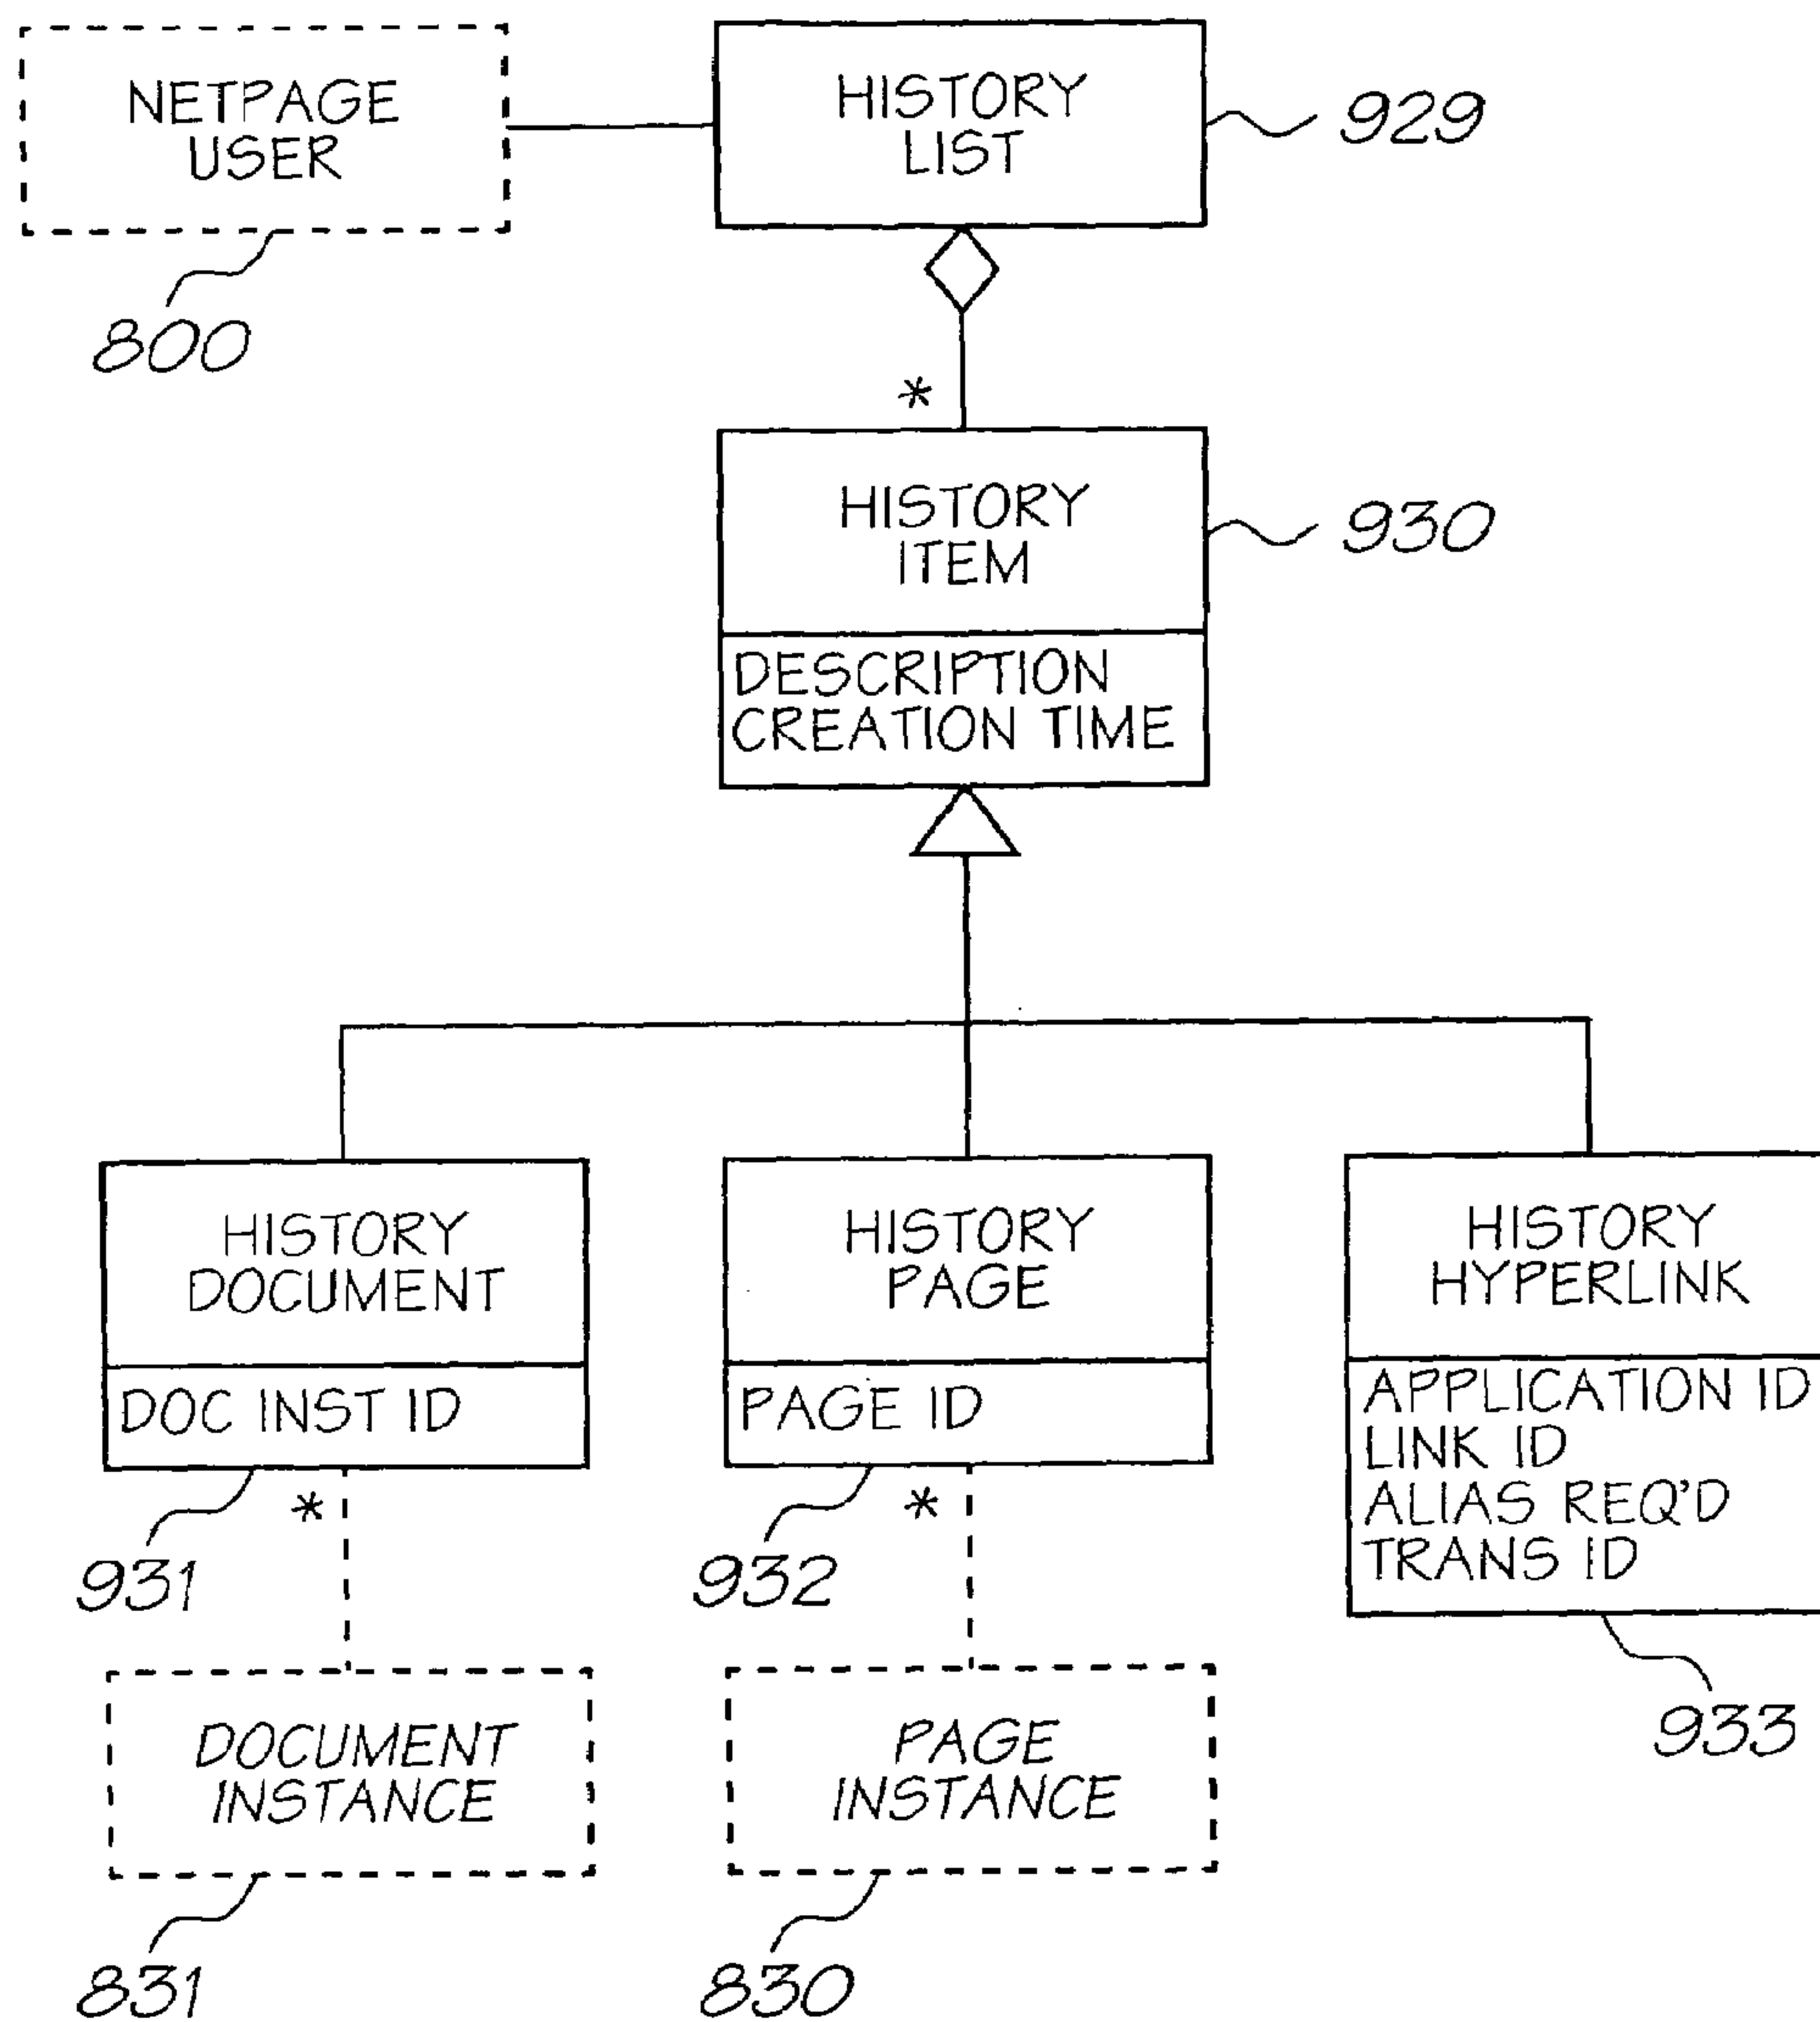 NETPAGE
USER
800
HISTORY
LIST
929
*
HISTORY
ITEM
930
DESCRIPTION
CREATION TIME
HISTORY
DOCUMENT
DOC INST ID
931
*
HISTORY
PAGE
PAGE ID
932
*
HISTORY
HYPERLINK
APPLICATION ID
LINK ID
ALIAS REQ'D
TRANS ID
933
DOCUMENT
INSTANCE
831
PAGE
INSTANCE
830